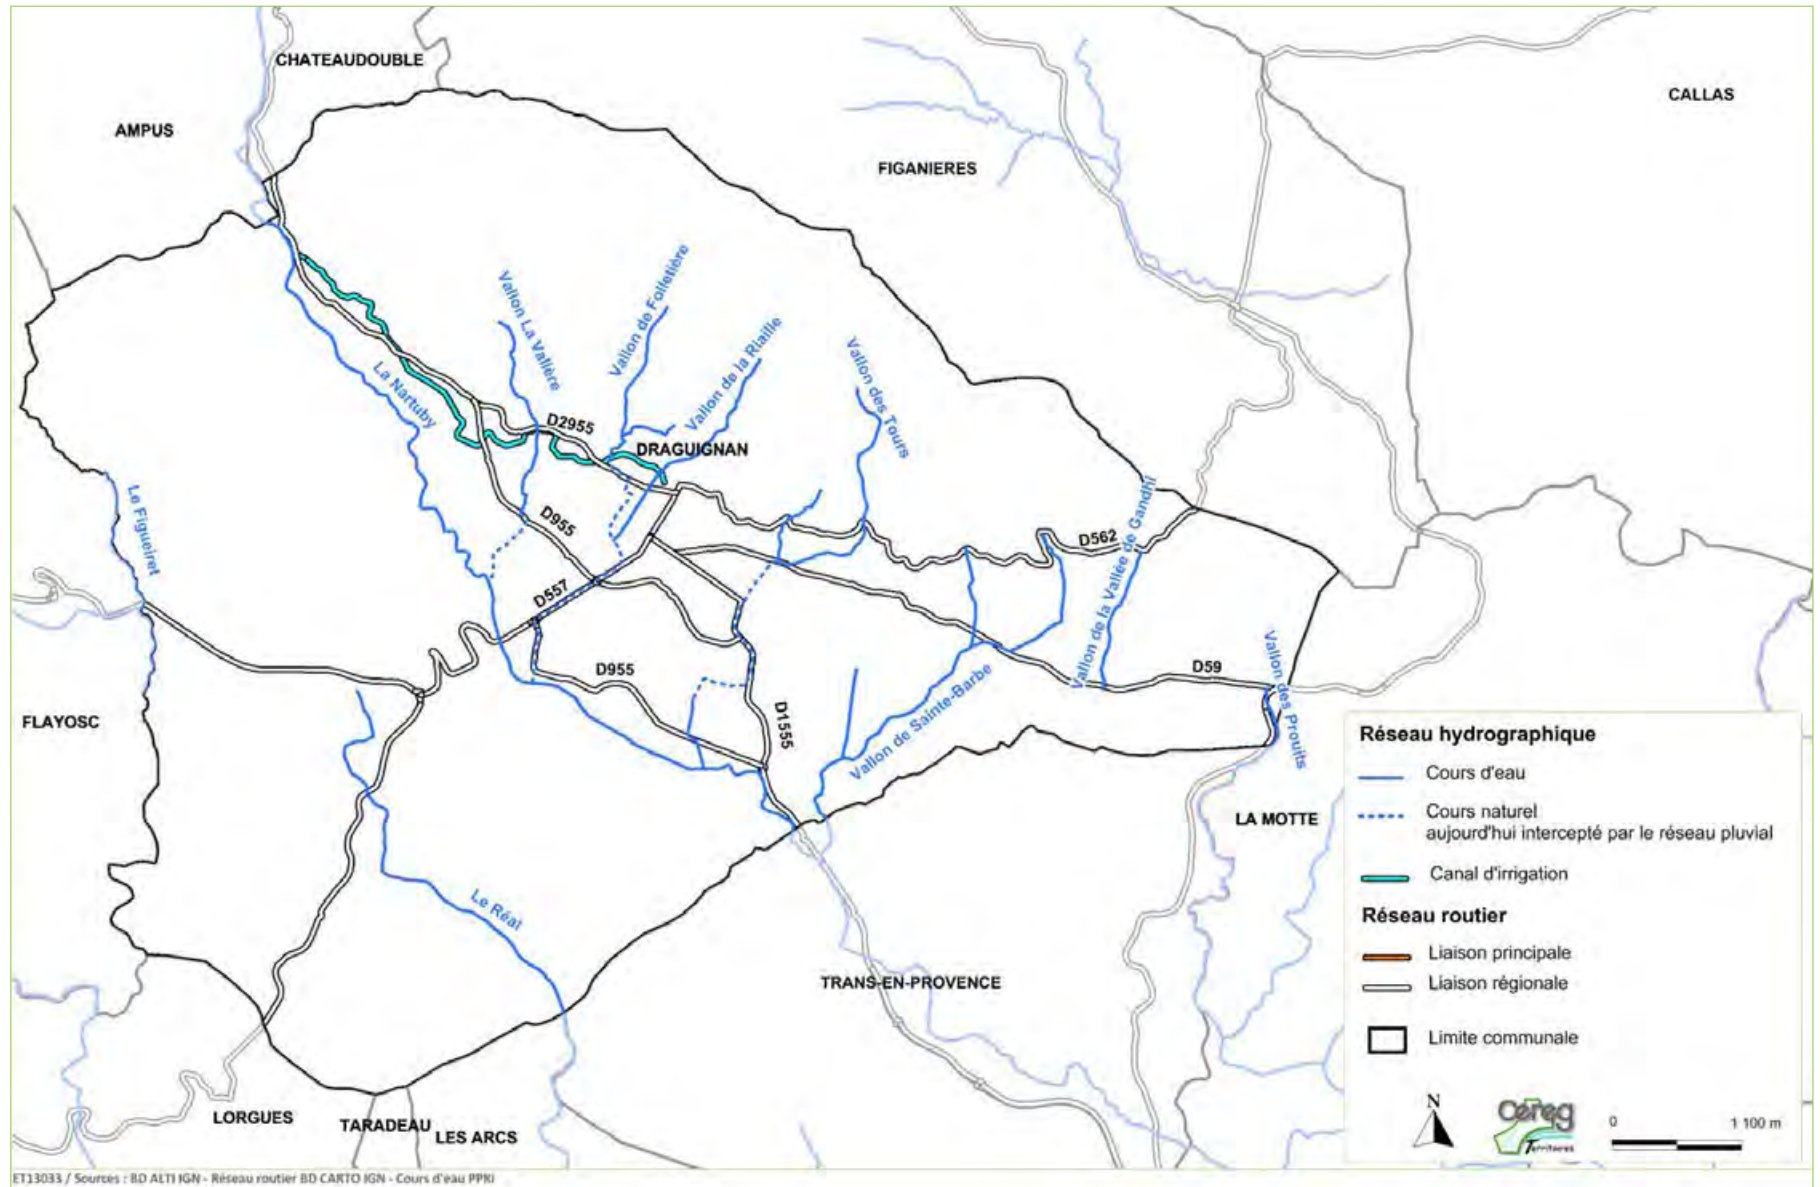 CHATEAUDOUBLE
CALLAS
AMPUS
FIGANIERES
Vallon La Vallère
Vallon de Folletière
Vallon de la Riaille
Vallon des Tours
La Nartuby
D2955
DRAGUIGNAN
Le Figueiret
D955
D562
Vallon de la Vallée de Gandhi
D557
D955
D59
Vallon des Prouits
FLAYOSC
D1555
Vallon de Sainte-Barbe
LA MOTTE
Le Réal
TRANS-EN-PROVENCE
LORGUES
TARADEAU
LES ARCS
Réseau hydrographique
Cours d'eau
Cours naturel
aujourd'hui intercepté par le réseau pluvial
Canal d'irrigation
Réseau routier
Liaison principale
Liaison régionale
Limite communale
N
Cereg
Territoires
0 1 100 m
ET13033 / Sources : BD ALTI IGN - Réseau routier BD CARTO IGN - Cours d'eau PPRI